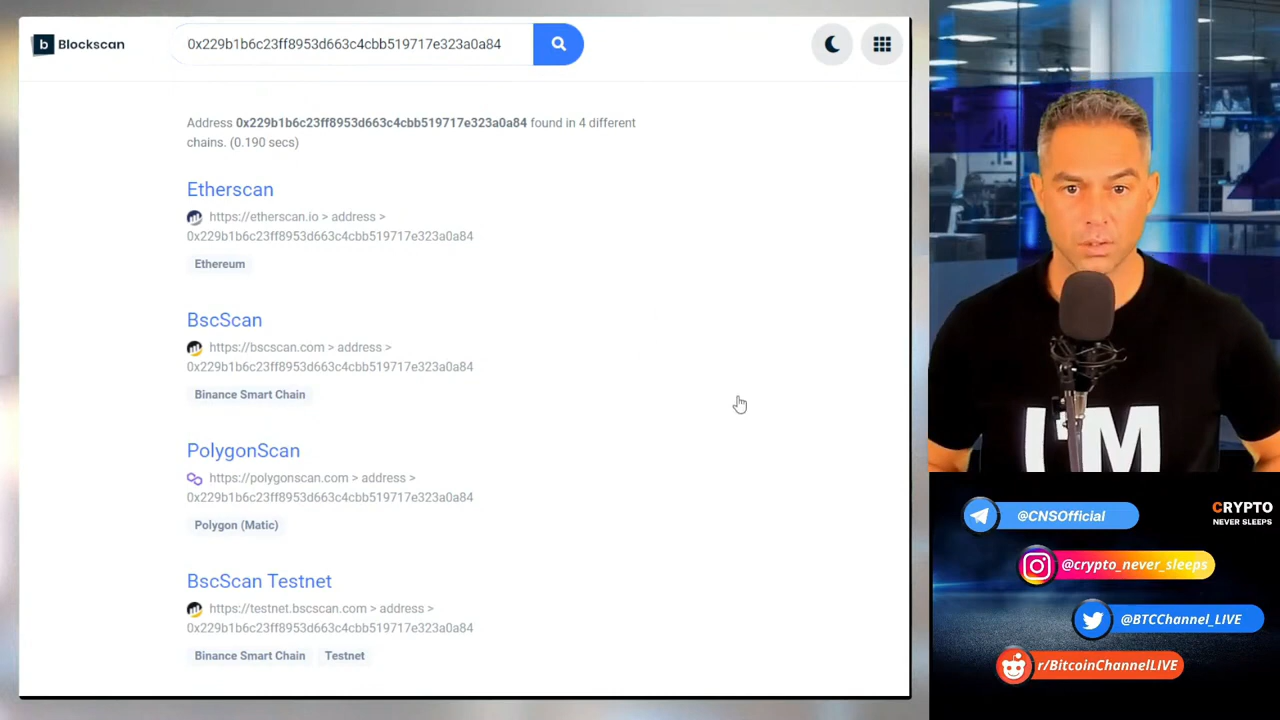 b Blockscan
0x229b1b6c23ff8953d663c4cbb519717e323a0a84
Address 0x229b1b6c23ff8953d663c4cbb519717e323a0a84 found in 4 different
chains. (0.190 secs)
Etherscan
https://etherscan.io > address >
0x229b1b6c23ff8953d663c4cbb519717e323a0a84
Ethereum
BscScan
https://bscscan.com > address >
0x229b1b6c23ff8953d663c4cbb519717e323a0a84
Binance Smart Chain
PolygonScan
https://polygonscan.com > address >
0x229b1b6c23ff8953d663c4cbb519717e323a0a84
Polygon (Matic)
BscScan Testnet
https://testnet.bscscan.com > address >
0x229b1b6c23ff8953d663c4cbb519717e323a0a84
Binance Smart Chain Testnet
I'M
@CNSOfficial
CRYPTO
NEVER SLEEPS
@crypto_never_sleeps
@BTCChannel_LIVE
r/BitcoinChannelLIVE